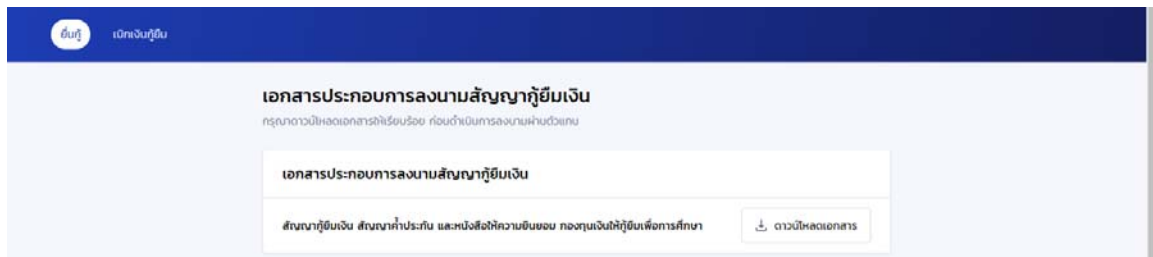 ยื่นกู้ เบิกเงินกู้ยืม
เอกสารประกอบการลงนามสัญญากู้ยืมเงิน
กรุณาดาวน์โหลดเอกสารให้เรียบร้อย ก่อนดำเนินการลงนามผ่านตัวแทน
เอกสารประกอบการลงนามสัญญากู้ยืมเงิน
สัญญากู้ยืมเงิน สัญญาค้ำประกัน และหนังสือให้ความยินยอม กองทุนเงินให้กู้ยืมเพื่อการศึกษา ดาวน์โหลดเอกสาร